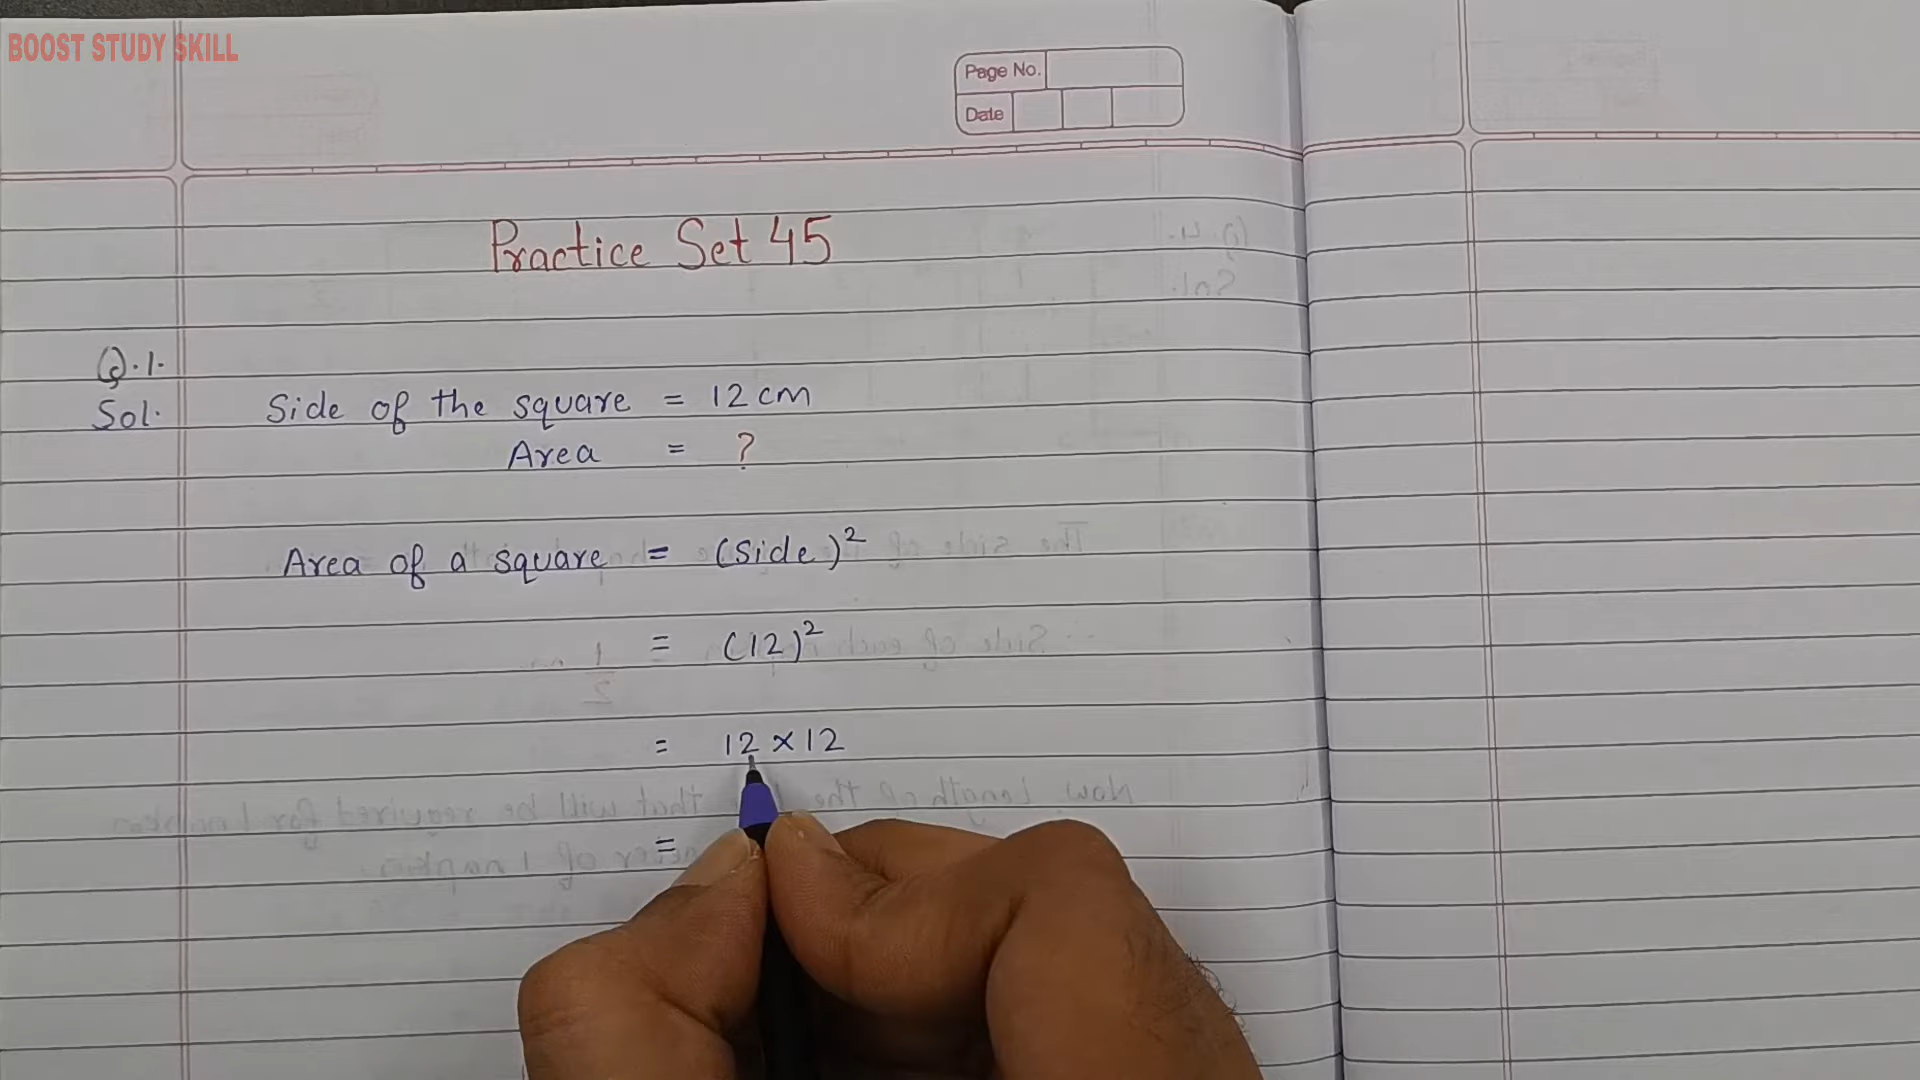 BOOST STUDY SKILL
Page No.
Date
Practice Set 45
Q.1.
Sol. Side of the square = 12 cm
Area = ?
Area of a square = (Side)²
= (12)²
= 12 × 12
=